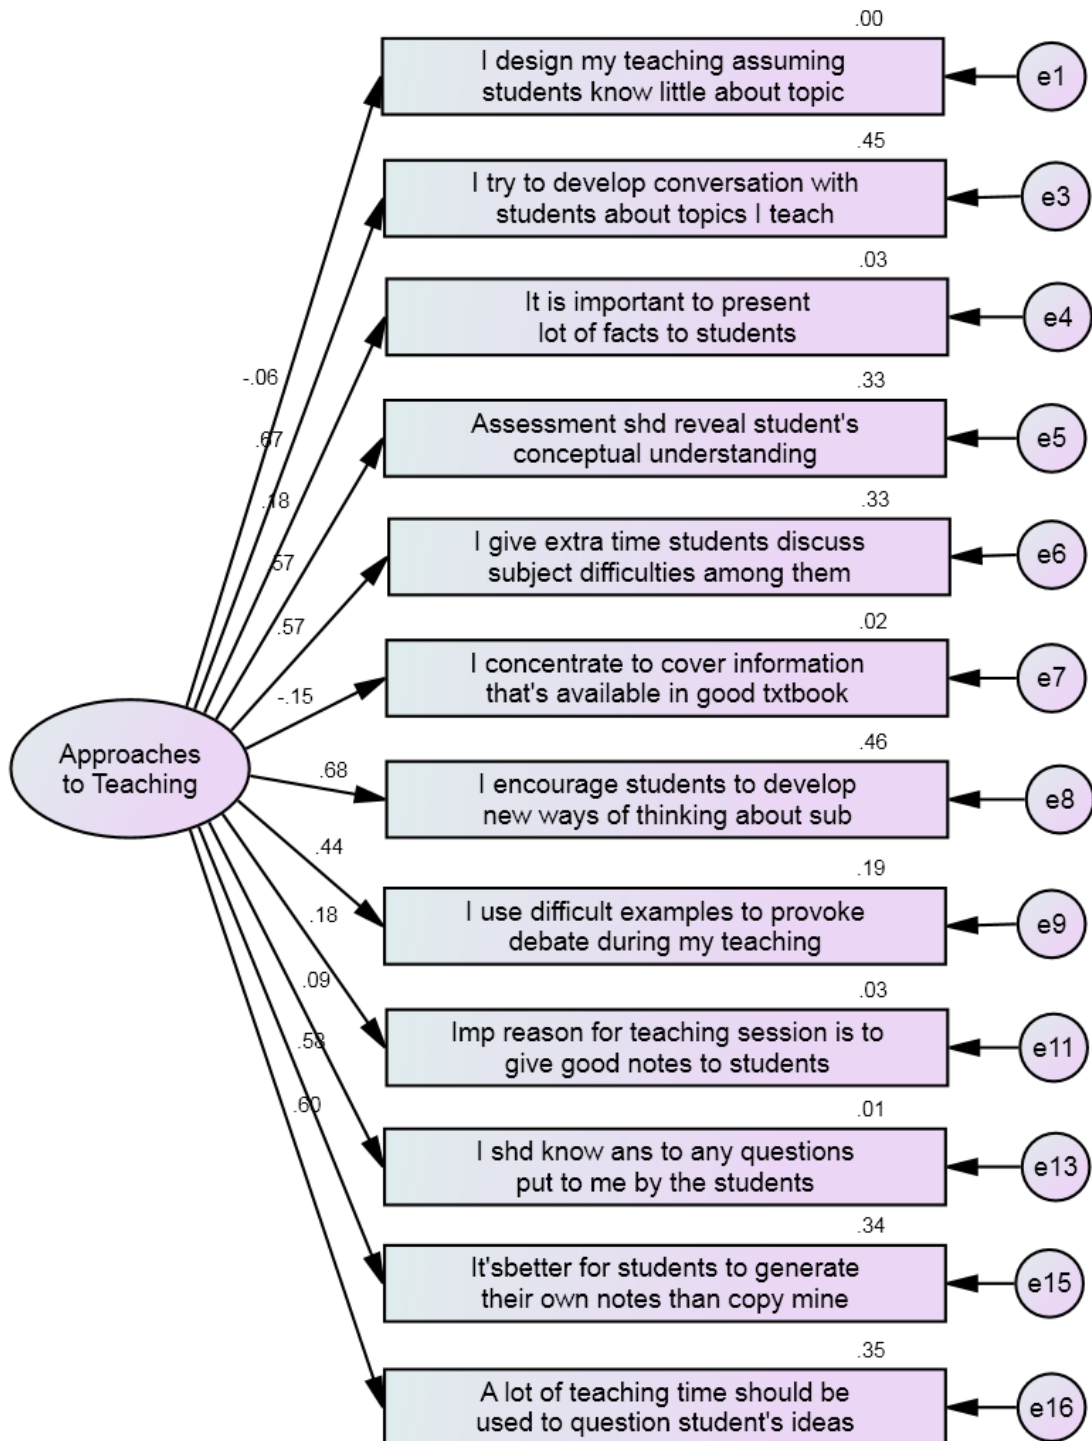 .00
I design my teaching assuming
students know little about topic
e1
.45
I try to develop conversation with
students about topics I teach
e3
.03
It is important to present
lot of facts to students
e4
-.06
.33
Assessment shd reveal student's
conceptual understanding
e5
.67
.18
.33
I give extra time students discuss
subject difficulties among them
e6
.57
.57
.02
I concentrate to cover information
that's available in good txtbook
e7
-.15
Approaches
to Teaching
.68
.46
I encourage students to develop
new ways of thinking about sub
e8
.44
.19
I use difficult examples to provoke
debate during my teaching
e9
.18
.09
.03
Imp reason for teaching session is to
give good notes to students
e11
.58
.60
.01
I shd know ans to any questions
put to me by the students
e13
.34
It'sbetter for students to generate
their own notes than copy mine
e15
.35
A lot of teaching time should be
used to question student's ideas
e16